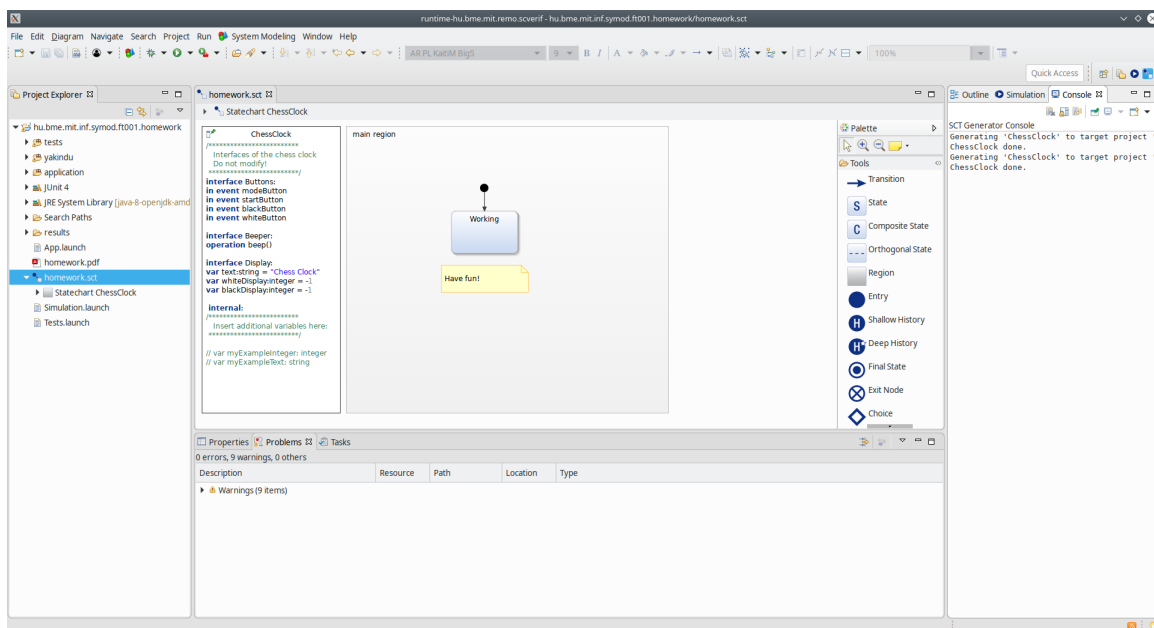 runtime-hu.bme.mit.remo.scverif - hu.bme.mit.inf.symod.ft001.homework/homework.sct
File Edit Diagram Navigate Search Project Run System Modeling Window Help
AR PL KaitiM Big5 9 B I A 100%
Quick Access
Project Explorer
hu.bme.mit.symod.ft001.homework
tests
yakindu
application
JUnit 4
JRE System Library [java-8-openjdk-amd
Search Paths
results
App.launch
homework.pdf
homework.sct
Statechart ChessClock
Simulation.launch
Tests.launch
homework.sct
Statechart ChessClock
ChessClock
/*************************
Interfaces of the chess clock
Do not modify!
*************************/
interface Buttons:
in event modeButton
in event startButton
in event blackButton
in event whiteButton
interface Beeper:
operation beep()
interface Display:
var text:string = "Chess Clock"
var whiteDisplay:integer = -1
var blackDisplay:integer = -1
internal:
/*************************
Insert additional variables here:
*************************/
// var myExampleInteger: integer
// var myExampleText: string
main region
Working
Have fun!
Palette
Tools
Transition
S State
C Composite State
Orthogonal State
Region
Entry
H Shallow History
H* Deep History
Final State
Exit Node
Choice
Outline Simulation Console
SCT Generator Console
Generating 'ChessClock' to target project '
ChessClock done.
Generating 'ChessClock' to target project '
ChessClock done.
Properties Problems Tasks
0 errors, 9 warnings, 0 others
Description Resource Path Location Type
Warnings (9 items)